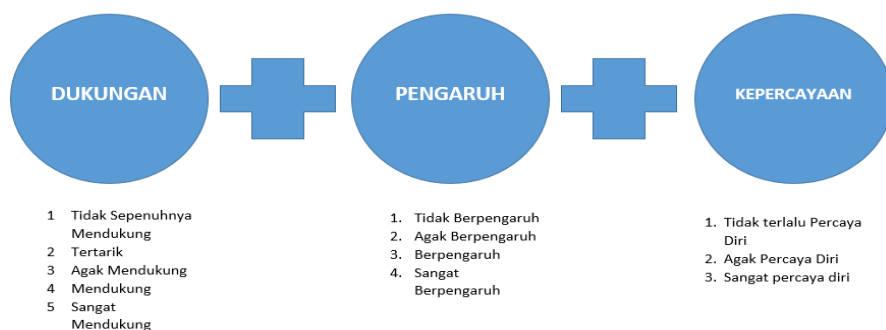 DUKUNGAN
PENGARUH
KEPERCAYAAN
1 Tidak Sepenuhnya
Mendukung
2 Tertarik
3 Agak Mendukung
4 Mendukung
5 Sangat
Mendukung
1. Tidak Berpengaruh
2. Agak Berpengaruh
3. Berpengaruh
4. Sangat
Berpengaruh
1. Tidak terlalu Percaya
Diri
2. Agak Percaya Diri
3. Sangat percaya diri